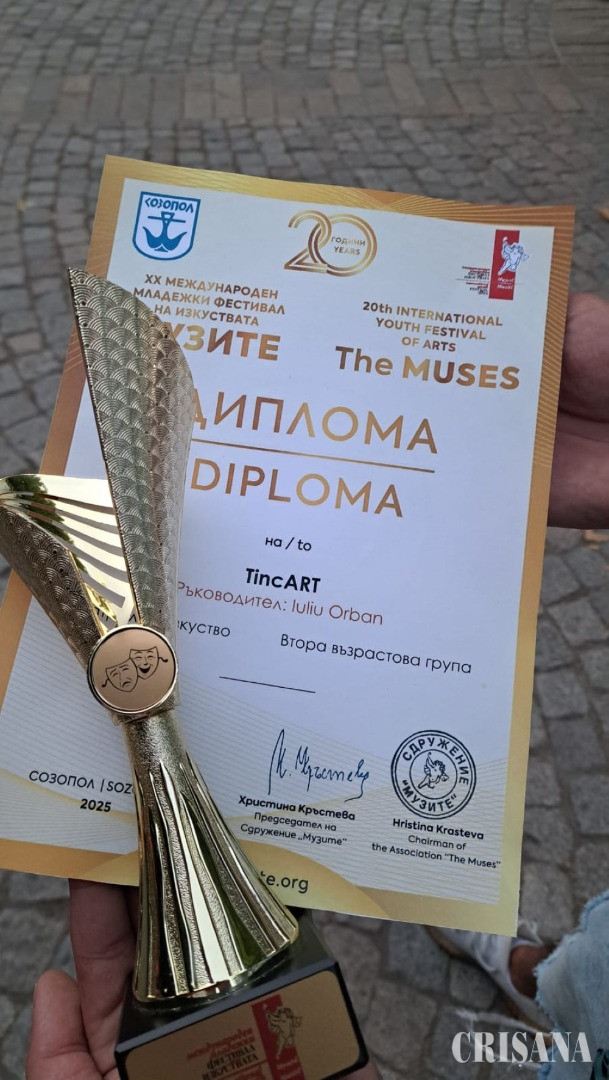 СОЗОПОЛ
20
ГОДИНИ
YEARS
XX МЕЖДУНАРОДЕН
МЛАДЕЖКИ ФЕСТИВАЛ
НА ИЗКУСТВАТА
УЗИТЕ
20th INTERNATIONAL
YOUTH FESTIVAL
OF ARTS
The MUSES
ДИПЛОМА
DIPLOMA
на / to
TincART
Ръководител: Iuliu Orban
Втора възрастова група
СОЗОПОЛ | SOZ
2025
Христина Кръстева
Председател на
Сдружение „Музите"
СДРУЖЕНИЕ
"МУЗИТЕ"
Hristina Krasteva
Chairman of
the Association "The Muses"
te.org
ФЕСТИВАЛ
CRIȘANA